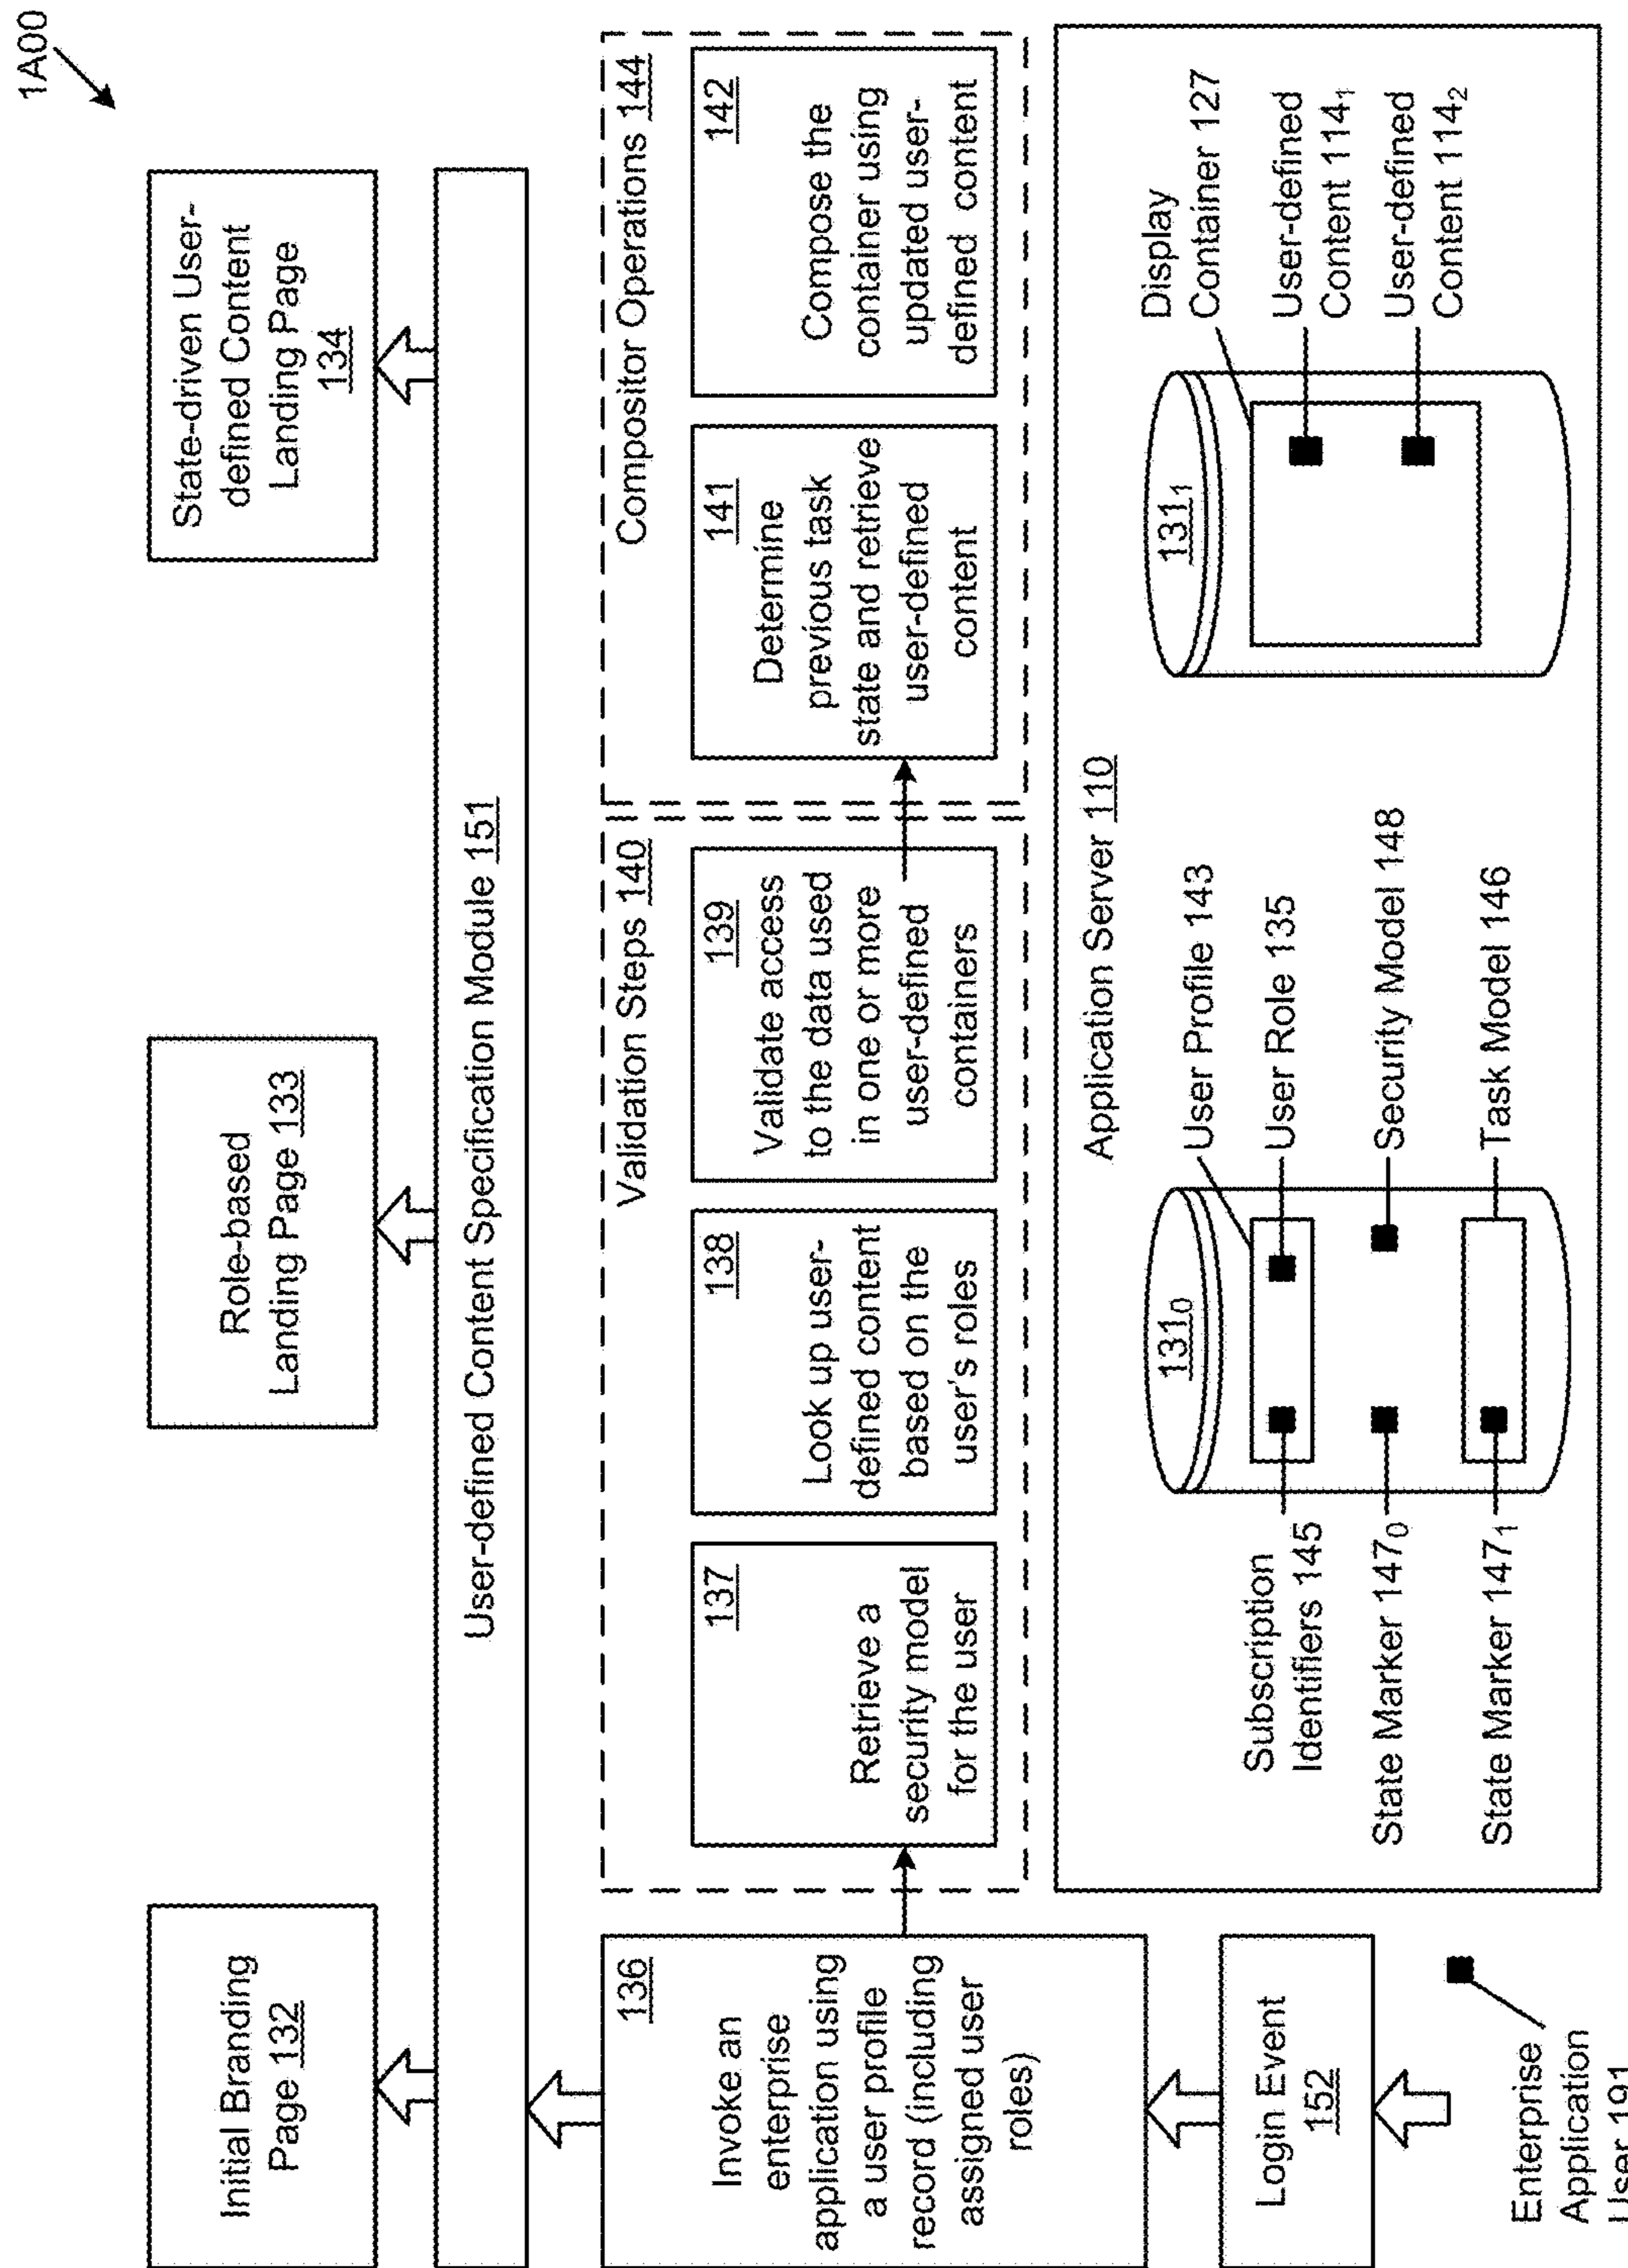 1A00
Initial Branding
Page 132
Role-based
Landing Page 133
State-driven User-
defined Content
Landing Page
134
User-defined Content Specification Module 151
136
Invoke an
enterprise
application using
a user profile
record (including
assigned user
roles)
Login Event
152
Enterprise
Application
User 191
Validation Steps 140
137
Retrieve a
security model
for the user
138
Look up user-
defined content
based on the
user's roles
139
Validate access
to the data used
in one or more
user-defined
containers
Compositor Operations 144
141
Determine
previous task
state and retrieve
user-defined
content
142
Compose the
container using
updated user-
defined content
Application Server 110
131₀
Subscription
Identifiers 145
State Marker 147₀
State Marker 147₁
User Profile 143
User Role 135
Security Model 148
Task Model 146
131₁
Display
Container 127
User-defined
Content 114₁
User-defined
Content 114₂